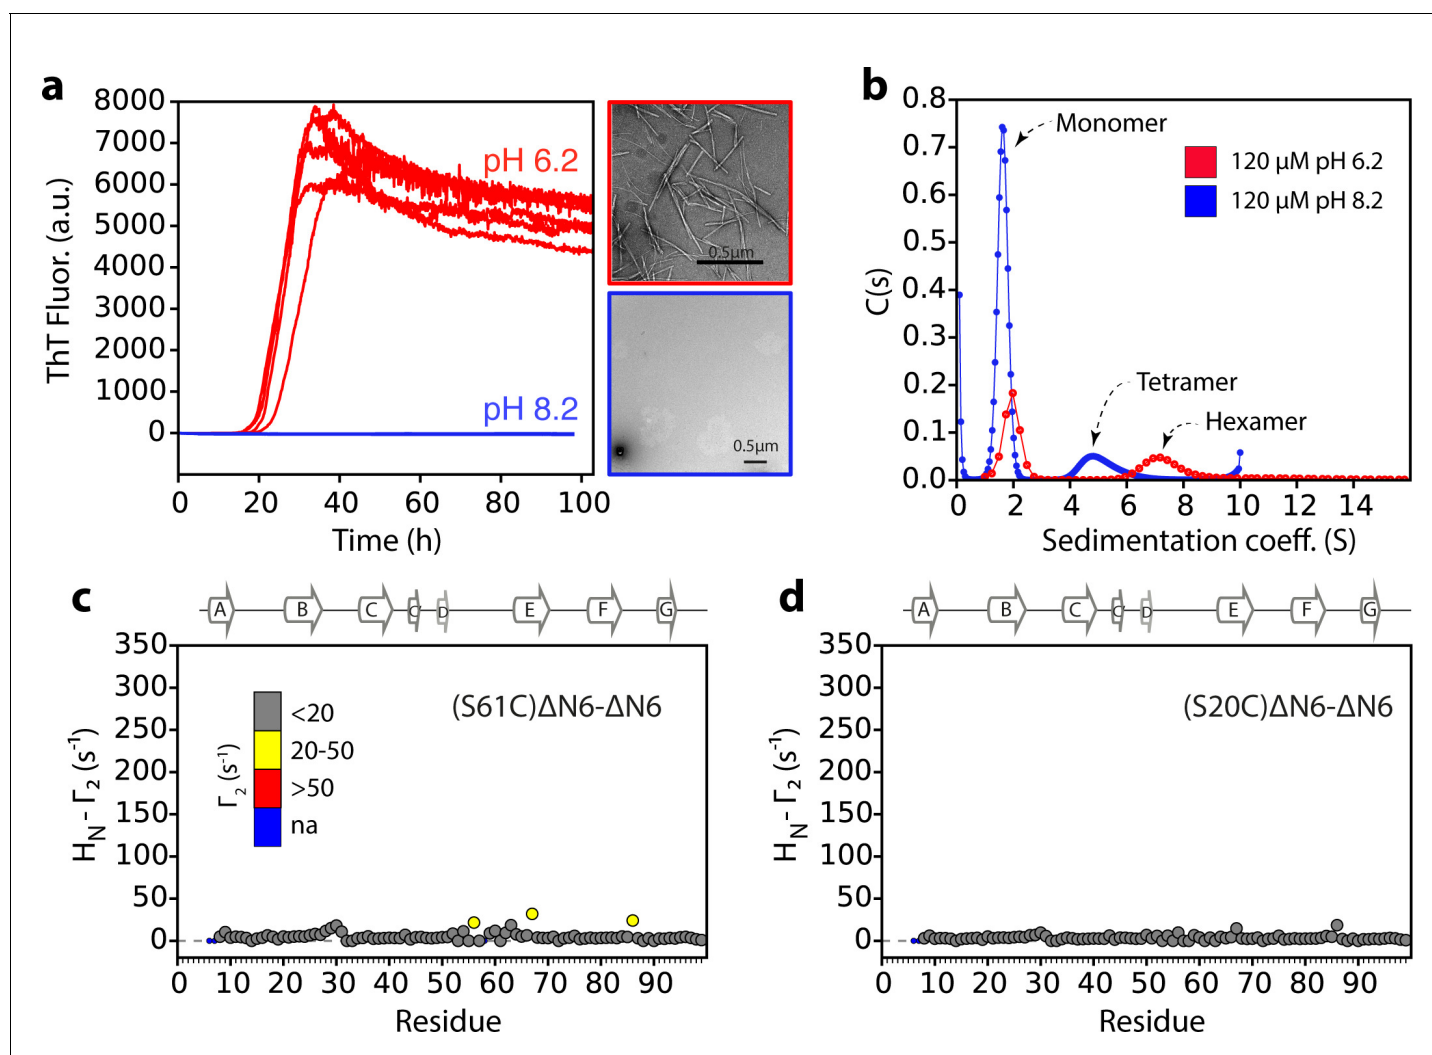 a
8000
7000
6000
5000
4000
3000
2000
1000
0
ThT Fluor. (a.u.)
pH 6.2
pH 8.2
0 20 40 60 80 100
Time (h)
0.5µm
0.5µm
b
0.8
0.7
0.6
0.5
0.4
0.3
0.2
0.1
0.0
C(s)
Monomer
120 µM pH 6.2
120 µM pH 8.2
Tetramer
Hexamer
0 2 4 6 8 10 12 14
Sedimentation coeff. (S)
c
A B C C' D E F G
350
300
250
200
150
100
50
0
H_N - Γ_2 (s^-1)
(S61C)ΔN6-ΔN6
Γ_2 (s^-1)
<20
20-50
>50
na
0 10 20 30 40 50 60 70 80 90
Residue
d
A B C C' D E F G
350
300
250
200
150
100
50
0
H_N - Γ_2 (s^-1)
(S20C)ΔN6-ΔN6
0 10 20 30 40 50 60 70 80 90
Residue